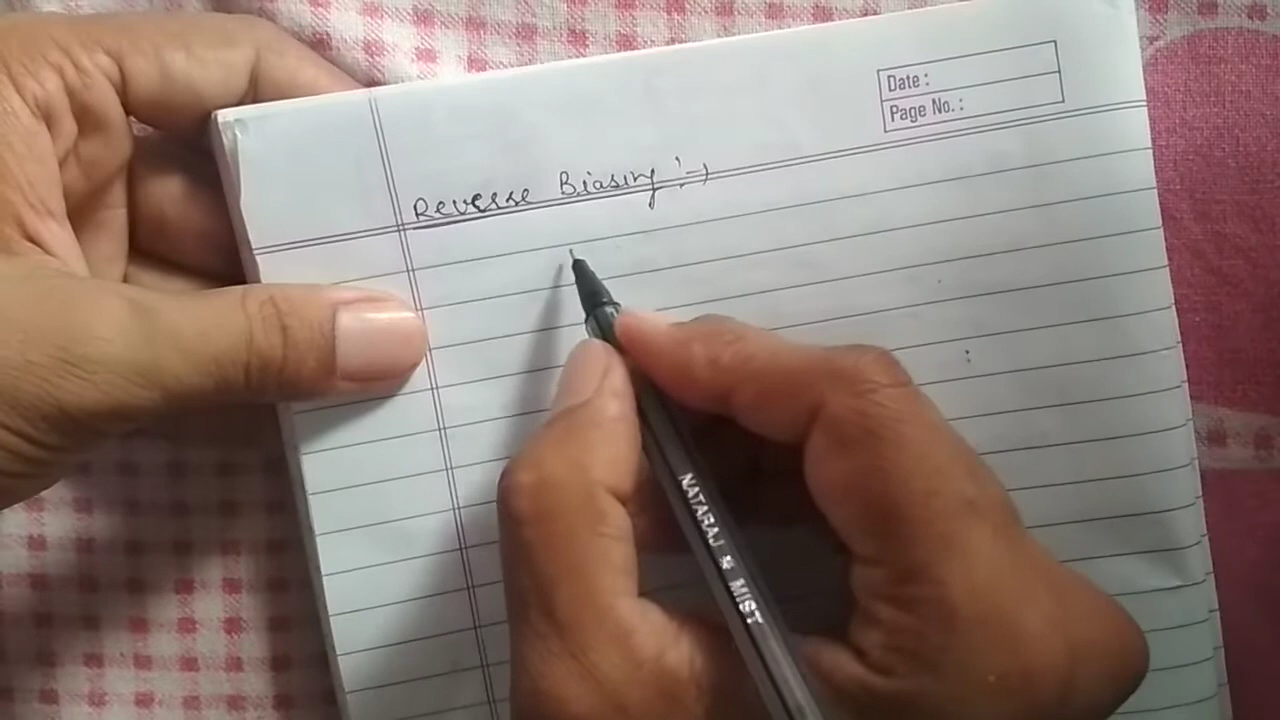 Date :
Page No. :
Reverse Biasing :-)
NATARAJ * MIST